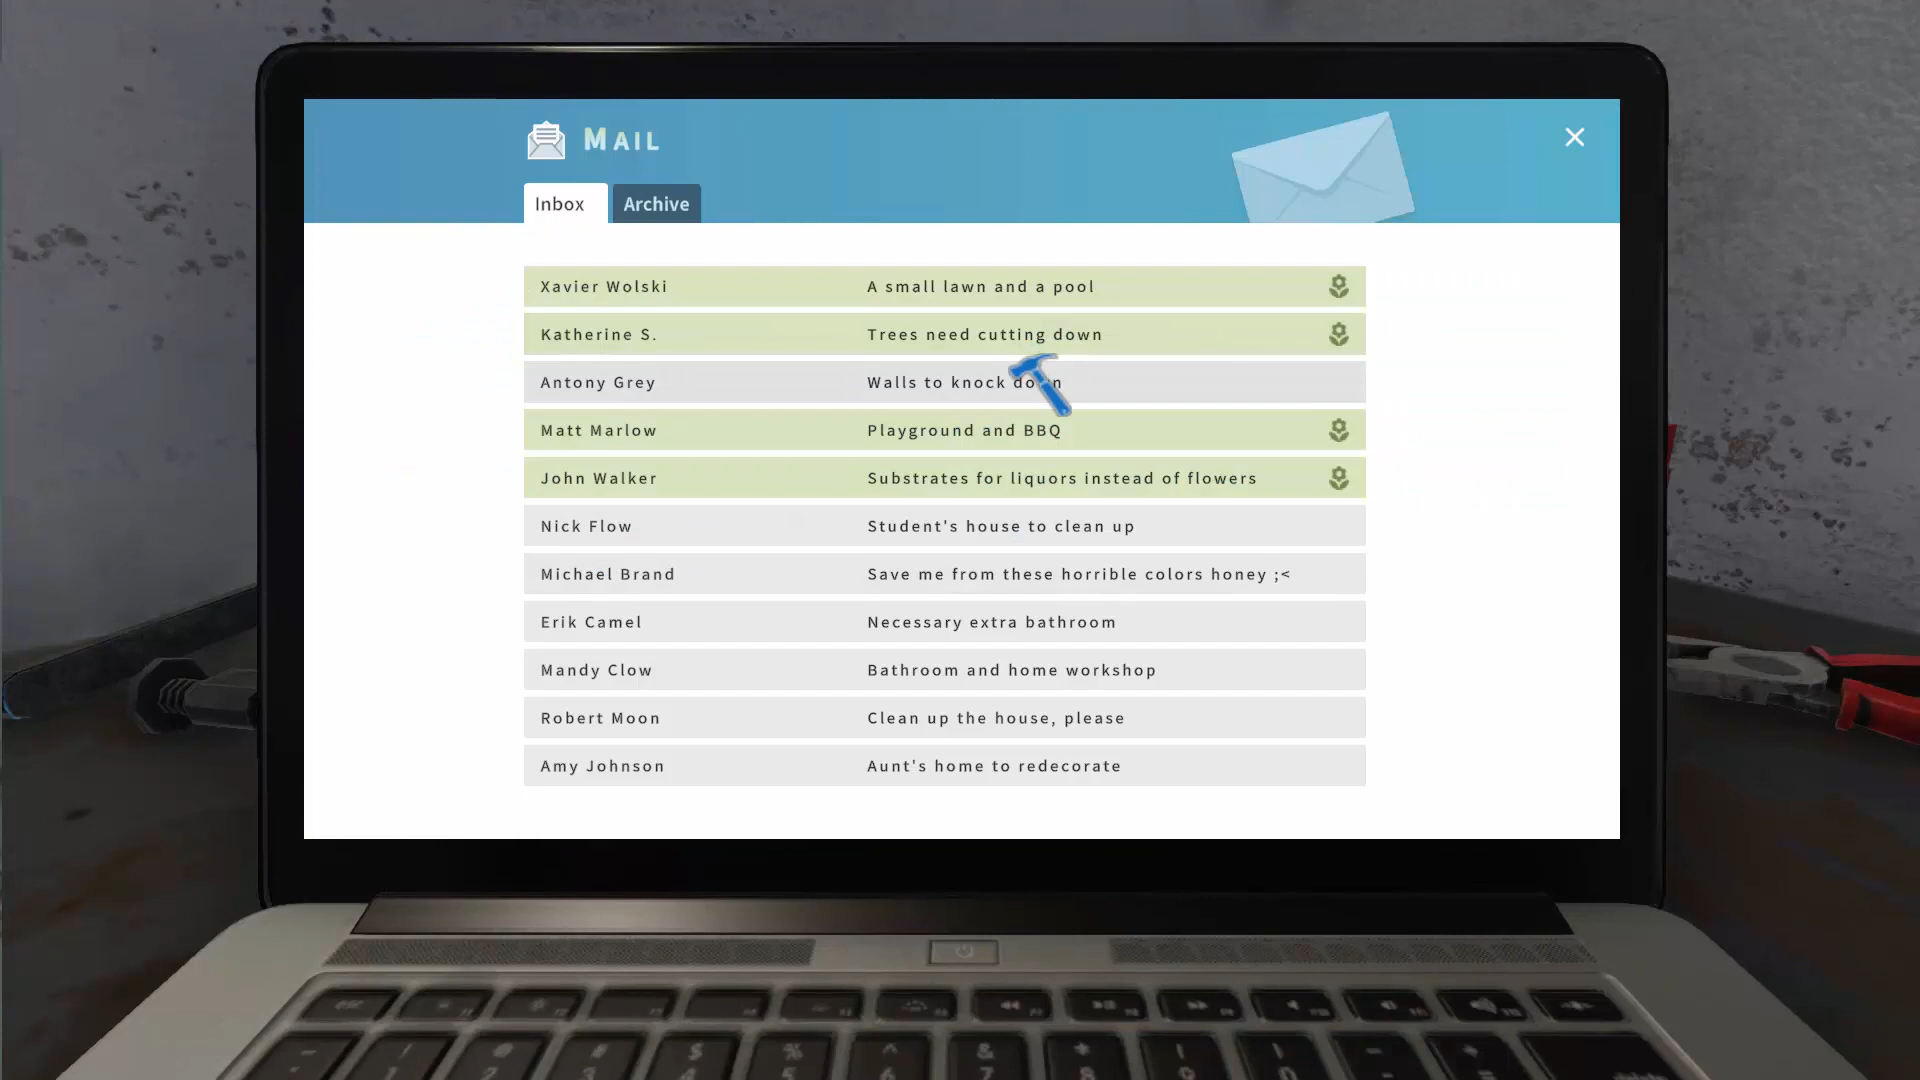 MAIL
Inbox Archive
Xavier Wolski A small lawn and a pool
Katherine S. Trees need cutting down
Antony Grey Walls to knock down
Matt Marlow Playground and BBQ
John Walker Substrates for liquors instead of flowers
Nick Flow Student's house to clean up
Michael Brand Save me from these horrible colors honey ;<
Erik Camel Necessary extra bathroom
Mandy Clow Bathroom and home workshop
Robert Moon Clean up the house, please
Amy Johnson Aunt's home to redecorate